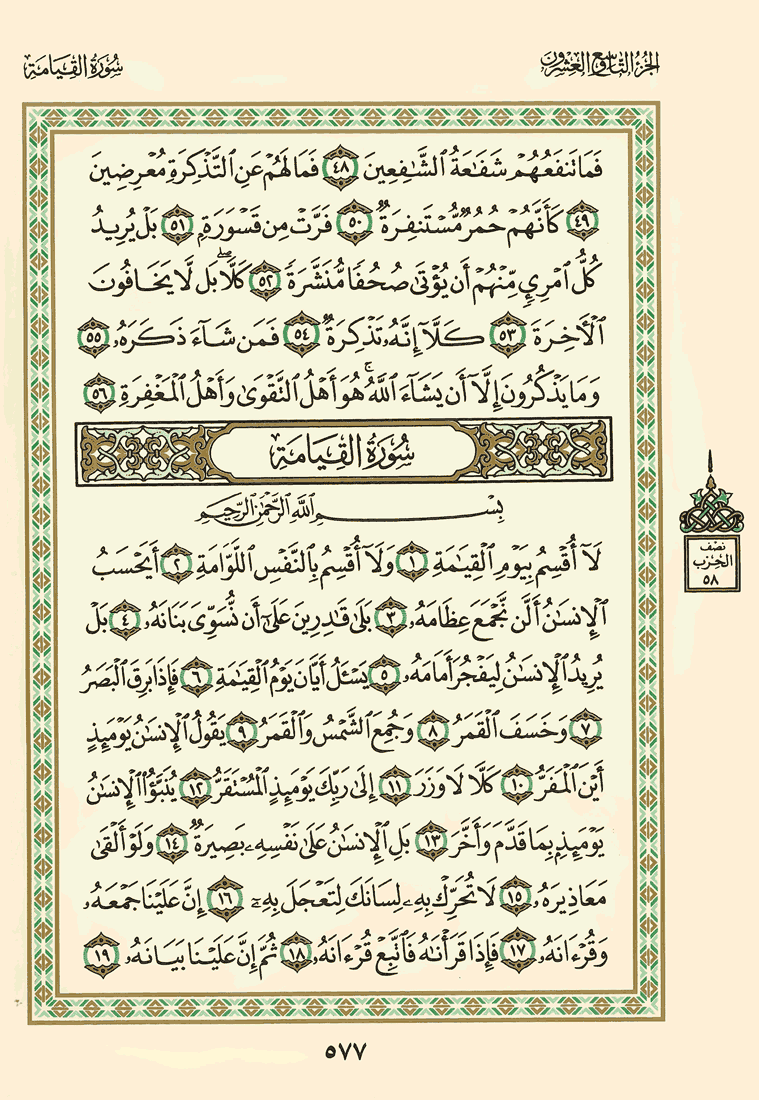 الجزء التاسع والعشرون
سورة القيامة
فَمَا تَنفَعُهُمْ شَفَـٰعَةُ ٱلشَّـٰفِعِينَ ٤٨ فَمَا لَهُمْ عَنِ ٱلتَّذْكِرَةِ مُعْرِضِينَ
٤٩ كَأَنَّهُمْ حُمُرٌ مُّسْتَنفِرَةٌ ٥٠ فَرَّتْ مِن قَسْوَرَةٍۭ ٥١ بَلْ يُرِيدُ
كُلُّ ٱمْرِئٍ مِّنْهُمْ أَن يُؤْتَىٰ صُحُفًا مُّنَشَّرَةً ٥٢ كَلَّاۖ بَل لَّا يَخَافُونَ
ٱلْـَٔاخِرَةَ ٥٣ كَلَّآ إِنَّهُۥ تَذْكِرَةٌ ٥٤ فَمَن شَآءَ ذَكَرَهُۥ ٥٥
وَمَا يَذْكُرُونَ إِلَّآ أَن يَشَآءَ ٱللَّهُۚ هُوَ أَهْلُ ٱلتَّقْوَىٰ وَأَهْلُ ٱلْمَغْفِرَةِ ٥٦
سُورَةُ القِيَامَةِ
بِسْمِ ٱللَّهِ ٱلرَّحْمَـٰنِ ٱلرَّحِيمِ
لَآ أُقْسِمُ بِيَوْمِ ٱلْقِيَـٰمَةِ ١ وَلَآ أُقْسِمُ بِٱلنَّفْسِ ٱللَّوَّامَةِ ٢ أَيَحْسَبُ
ٱلْإِنسَـٰنُ أَلَّن نَّجْمَعَ عِظَامَهُۥ ٣ بَلَىٰ قَـٰدِرِينَ عَلَىٰٓ أَن نُّسَوِّىَ بَنَانَهُۥ ٤ بَلْ
يُرِيدُ ٱلْإِنسَـٰنُ لِيَفْجُرَ أَمَامَهُۥ ٥ يَسْـَٔلُ أَيَّانَ يَوْمُ ٱلْقِيَـٰمَةِ ٦ فَإِذَا بَرِقَ ٱلْبَصَرُ
٧ وَخَسَفَ ٱلْقَمَرُ ٨ وَجُمِعَ ٱلشَّمْسُ وَٱلْقَمَرُ ٩ يَقُولُ ٱلْإِنسَـٰنُ يَوْمَئِذٍ
أَيْنَ ٱلْمَفَرُّ ١٠ كَلَّا لَا وَزَرَ ١١ إِلَىٰ رَبِّكَ يَوْمَئِذٍ ٱلْمُسْتَقَرُّ ١٢ يُنَبَّؤُا۟ ٱلْإِنسَـٰنُ
يَوْمَئِذٍۭ بِمَا قَدَّمَ وَأَخَّرَ ١٣ بَلِ ٱلْإِنسَـٰنُ عَلَىٰ نَفْسِهِۦ بَصِيرَةٌ ١٤ وَلَوْ أَلْقَىٰ
مَعَاذِيرَهُۥ ١٥ لَا تُحَرِّكْ بِهِۦ لِسَانَكَ لِتَعْجَلَ بِهِۦٓ ١٦ إِنَّ عَلَيْنَا جَمْعَهُۥ
وَقُرْءَانَهُۥ ١٧ فَإِذَا قَرَأْنَـٰهُ فَٱتَّبِعْ قُرْءَانَهُۥ ١٨ ثُمَّ إِنَّ عَلَيْنَا بَيَانَهُۥ ١٩
نصف
الحزب
٥٨
٥٧٧